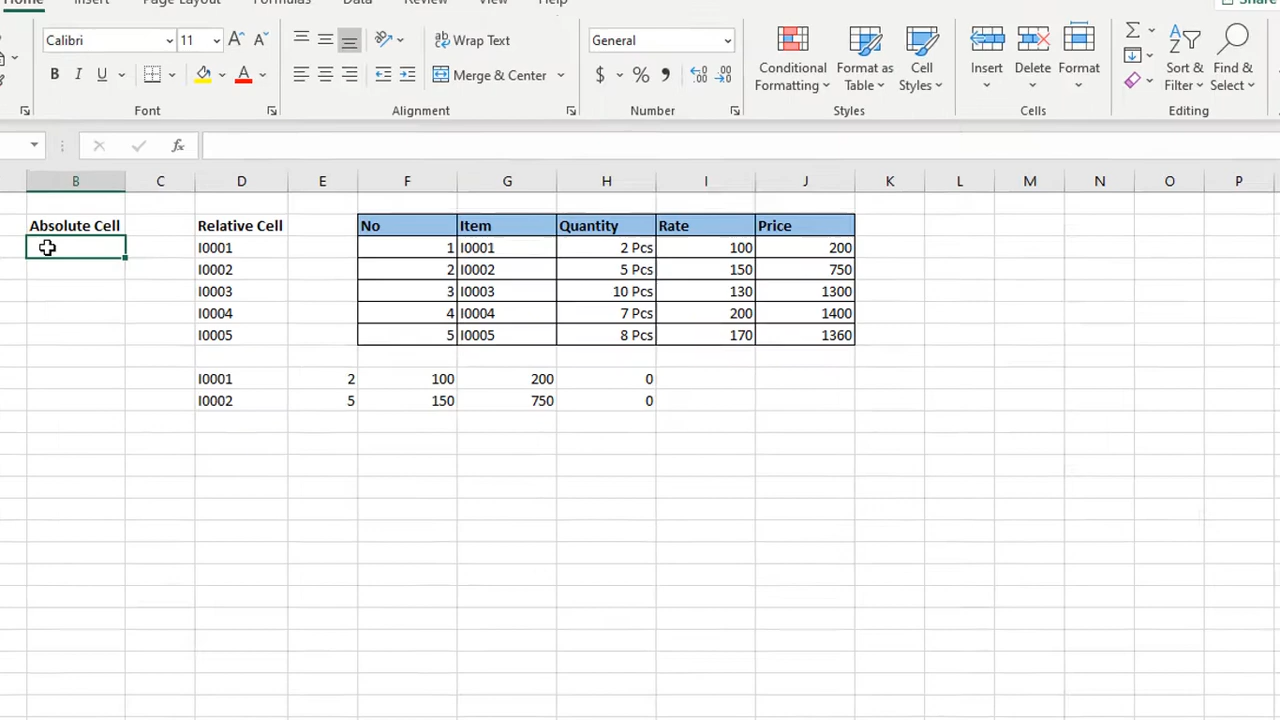 Home Insert Page Layout Formulas Data Review View Help Share
Calibri 11 A A Wrap Text General Conditional Formatting Format as Table Cell Styles Insert Delete Format Sort & Filter Find & Select
B I U A Merge & Center $ % 9 .00 .00
Font Alignment Number Styles Cells Editing
fx
B C D E F G H I J K L M N O P
Absolute Cell Relative Cell No Item Quantity Rate Price
I0001 1 I0001 2 Pcs 100 200
I0002 2 I0002 5 Pcs 150 750
I0003 3 I0003 10 Pcs 130 1300
I0004 4 I0004 7 Pcs 200 1400
I0005 5 I0005 8 Pcs 170 1360
I0001 2 100 200 0
I0002 5 150 750 0